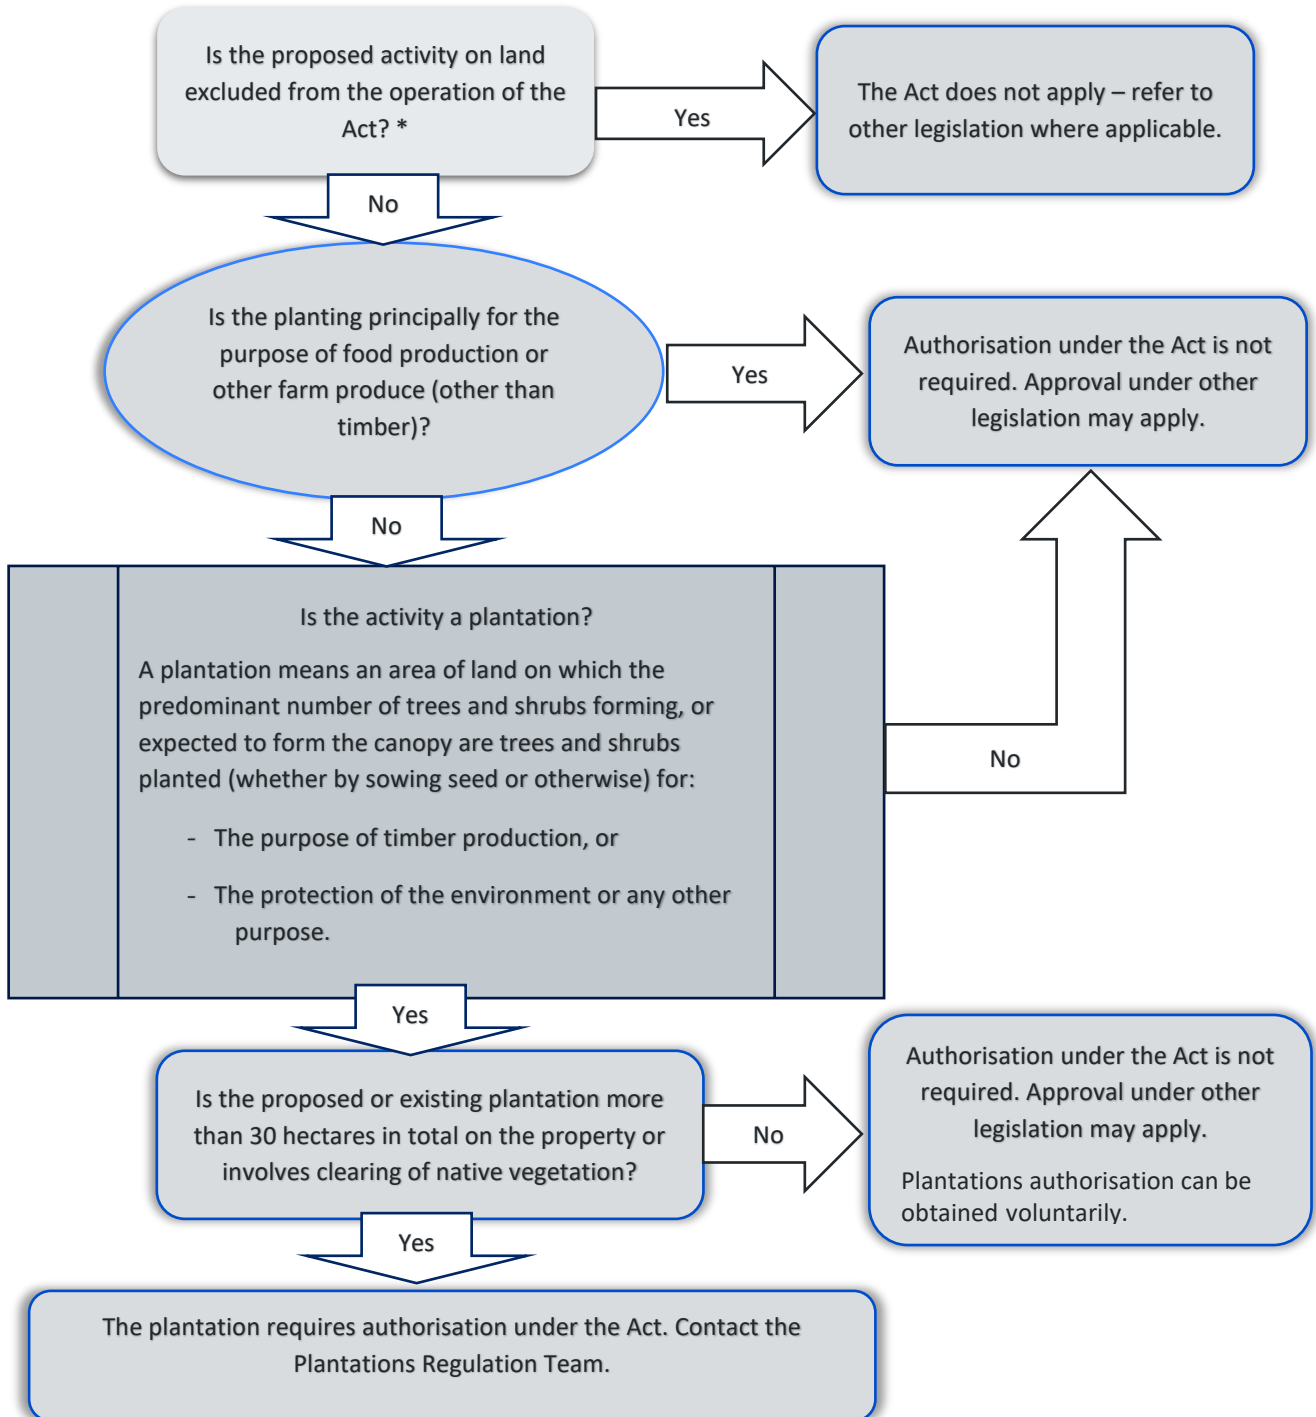 Is the proposed activity on land
excluded from the operation of the
Act? *
Yes
The Act does not apply – refer to
other legislation where applicable.
No
Is the planting principally for the
purpose of food production or
other farm produce (other than
timber)?
Yes
Authorisation under the Act is not
required. Approval under other
legislation may apply.
No
Is the activity a plantation?
A plantation means an area of land on which the
predominant number of trees and shrubs forming, or
expected to form the canopy are trees and shrubs
planted (whether by sowing seed or otherwise) for:
- The purpose of timber production, or
- The protection of the environment or any other
purpose.
No
Yes
Is the proposed or existing plantation more
than 30 hectares in total on the property or
involves clearing of native vegetation?
No
Authorisation under the Act is not
required. Approval under other
legislation may apply.
Plantations authorisation can be
obtained voluntarily.
Yes
The plantation requires authorisation under the Act. Contact the
Plantations Regulation Team.